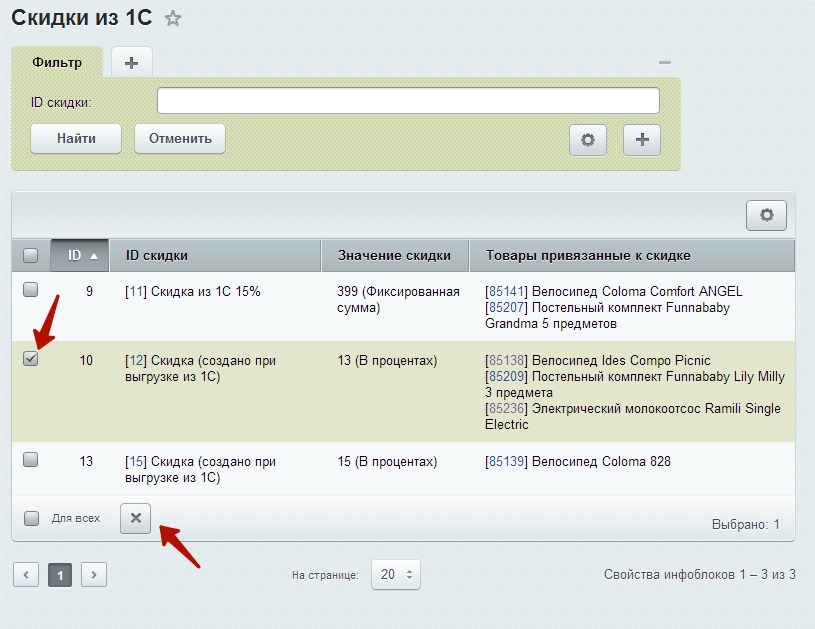 Скидки из 1С
Фильтр
ID скидки:
Найти Отменить
ID ID скидки Значение скидки Товары привязанные к скидке
9 [11] Скидка из 1С 15% 399 (Фиксированная [85141] Велосипед Coloma Comfort ANGEL
сумма) [85207] Постельный комплект Funnababy
Grandma 5 предметов
10 [12] Скидка (создано при 13 (В процентах) [85138] Велосипед Ides Compo Picnic
выгрузке из 1С) [85209] Постельный комплект Funnababy Lily Milly
3 предмета
[85236] Электрический молокоотсос Ramili Single
Electric
13 [15] Скидка (создано при 15 (В процентах) [85139] Велосипед Coloma 828
выгрузке из 1С)
Для всех
Выбрано: 1
1 На странице: 20 Свойства инфоблоков 1 – 3 из 3